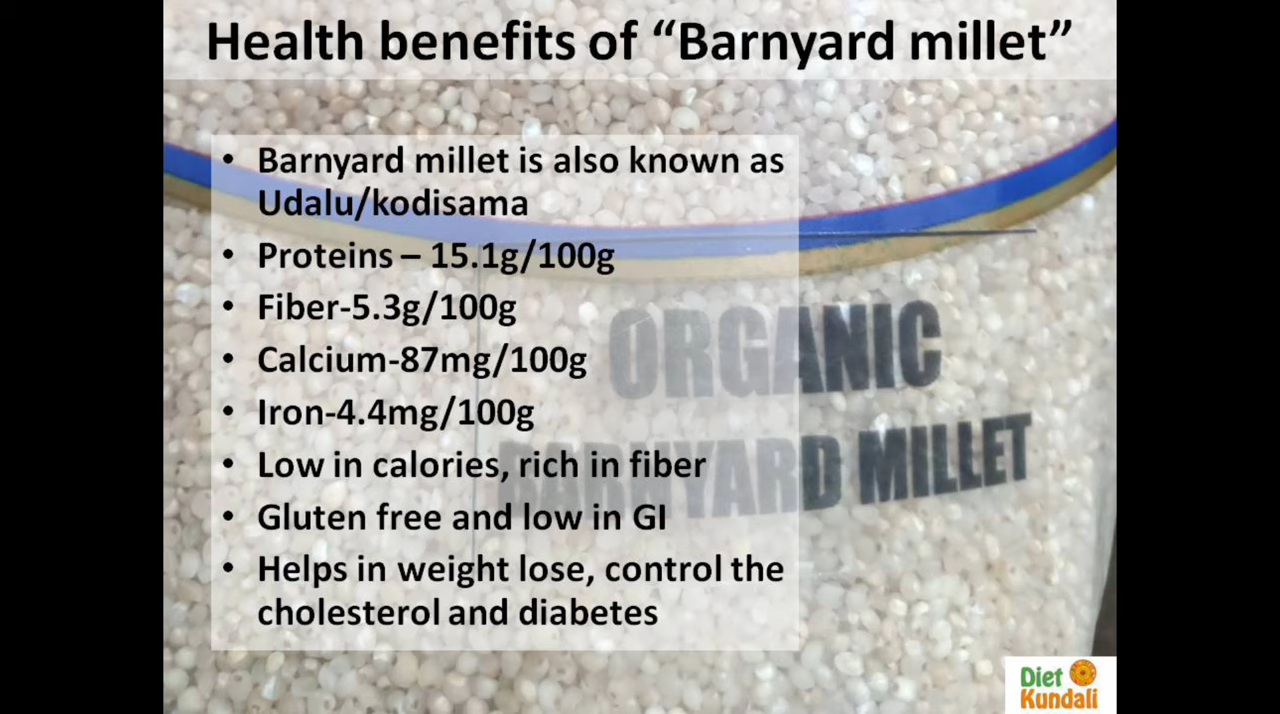 Health benefits of “Barnyard millet”
• Barnyard millet is also known as
Udalu/kodisama
• Proteins – 15.1g/100g
• Fiber-5.3g/100g
• Calcium-87mg/100g
• Iron-4.4mg/100g
• Low in calories, rich in fiber
• Gluten free and low in GI
• Helps in weight lose, control the
cholesterol and diabetes
ORGANIC
BARNYARD MILLET
Diet
Kundali